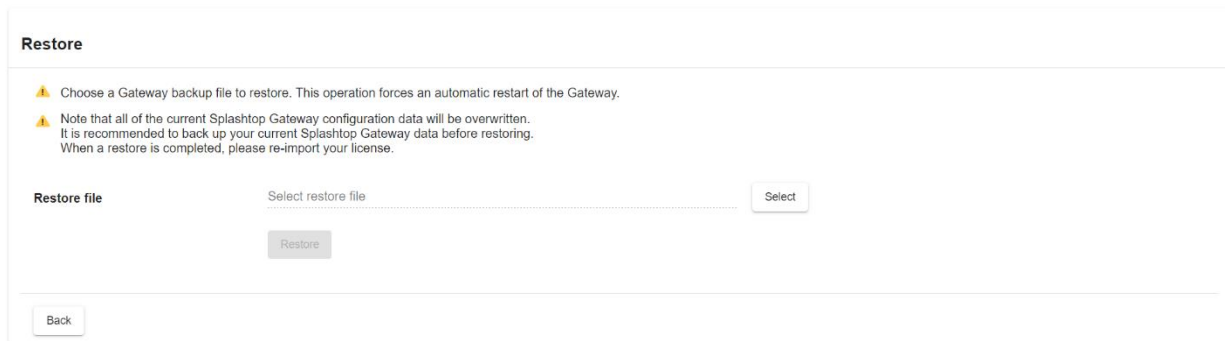 Restore
Choose a Gateway backup file to restore. This operation forces an automatic restart of the Gateway.
Note that all of the current Splashtop Gateway configuration data will be overwritten.
It is recommended to back up your current Splashtop Gateway data before restoring.
When a restore is completed, please re-import your license.
Restore file
Select restore file
Select
Restore
Back